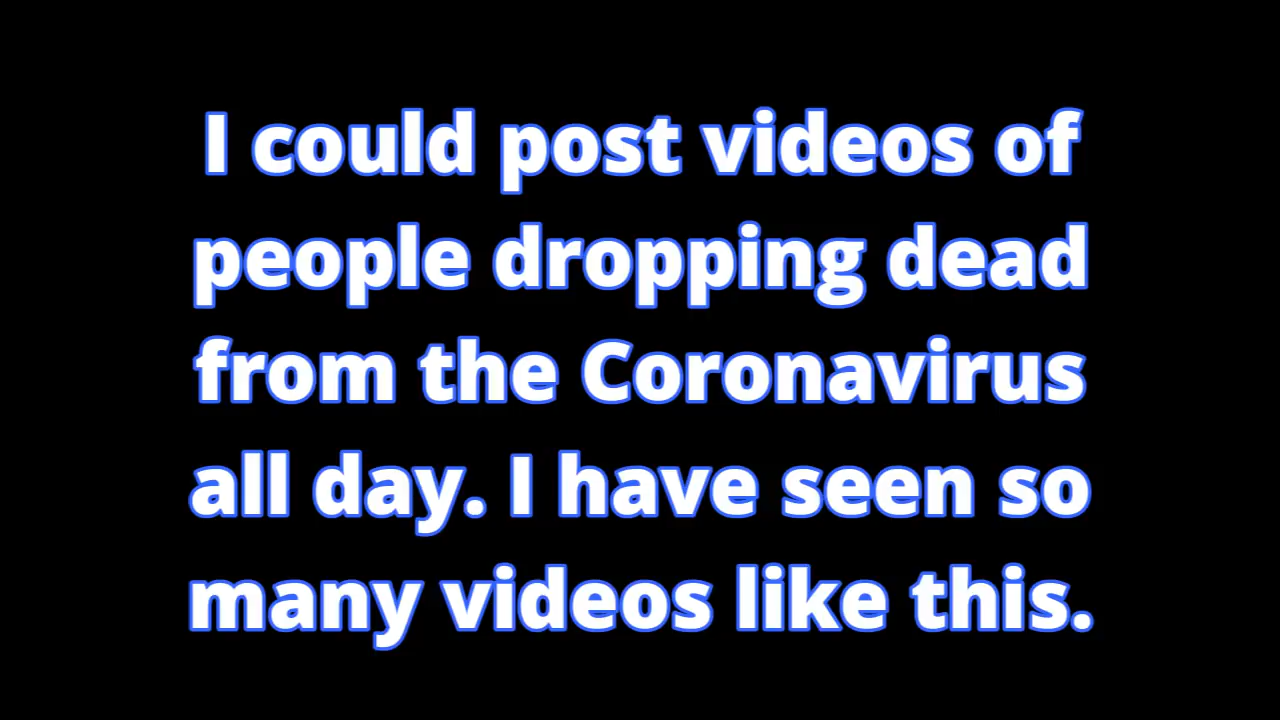 I could post videos of
people dropping dead
from the Coronavirus
all day. I have seen so
many videos like this.